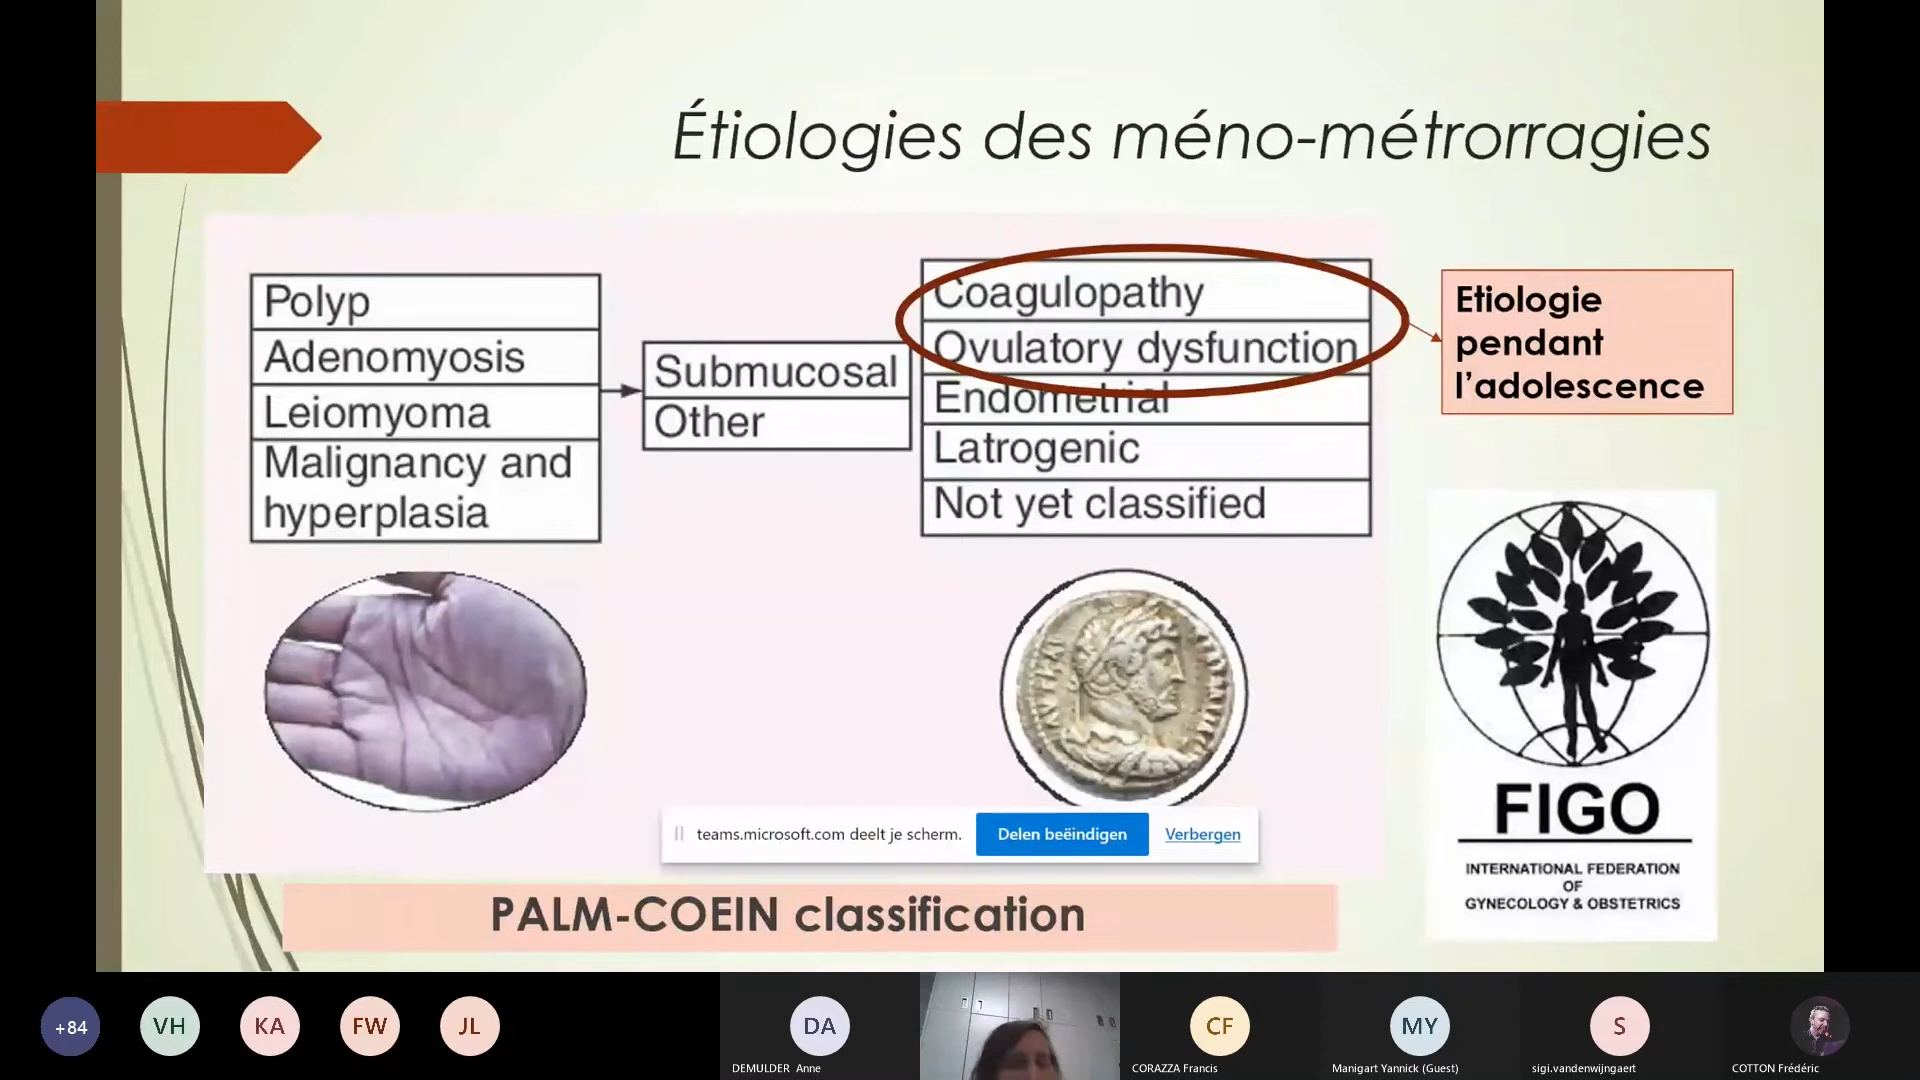 Étiologies des méno-métrorragies
Polyp
Adenomyosis
Leiomyoma
Malignancy and
hyperplasia
Submucosal
Other
Coagulopathy
Ovulatory dysfunction
Endometrial
Latrogenic
Not yet classified
Etiologie
pendant
l'adolescence
FIGO
INTERNATIONAL FEDERATION
OF
GYNECOLOGY & OBSTETRICS
teams.microsoft.com deelt je scherm.
Delen beëindigen
Verbergen
PALM-COEIN classification
+84
VH
KA
FW
JL
DA
CF
MY
S
DEMULDER Anne
CORAZZA Francis
Manigart Yannick (Guest)
sigi.vandenwijngaert
COTTON Frédéric